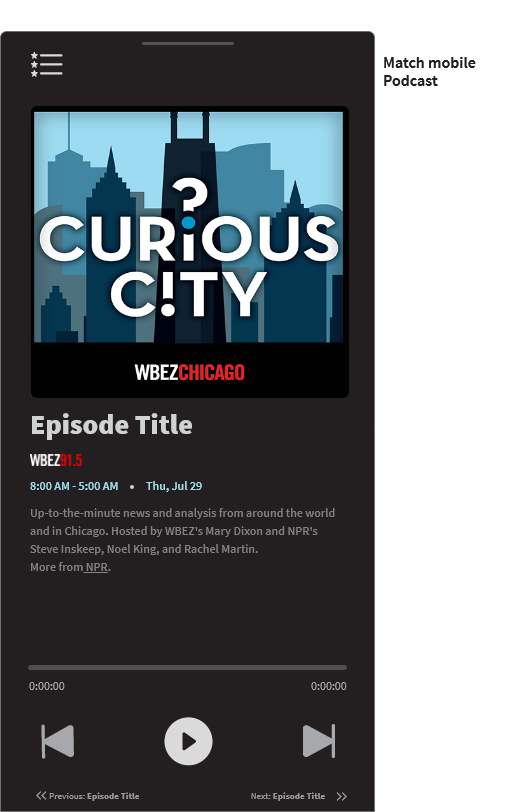 Match mobile
Podcast
?
CURiOUS
C!TY
WBEZCHICAGO
Episode Title
WBEZ91.5
8:00 AM - 5:00 AM • Thu, Jul 29
Up-to-the-minute news and analysis from around the world
and in Chicago. Hosted by WBEZ's Mary Dixon and NPR's
Steve Inskeep, Noel King, and Rachel Martin.
More from NPR.
0:00:00 0:00:00
Previous: Episode Title Next: Episode Title